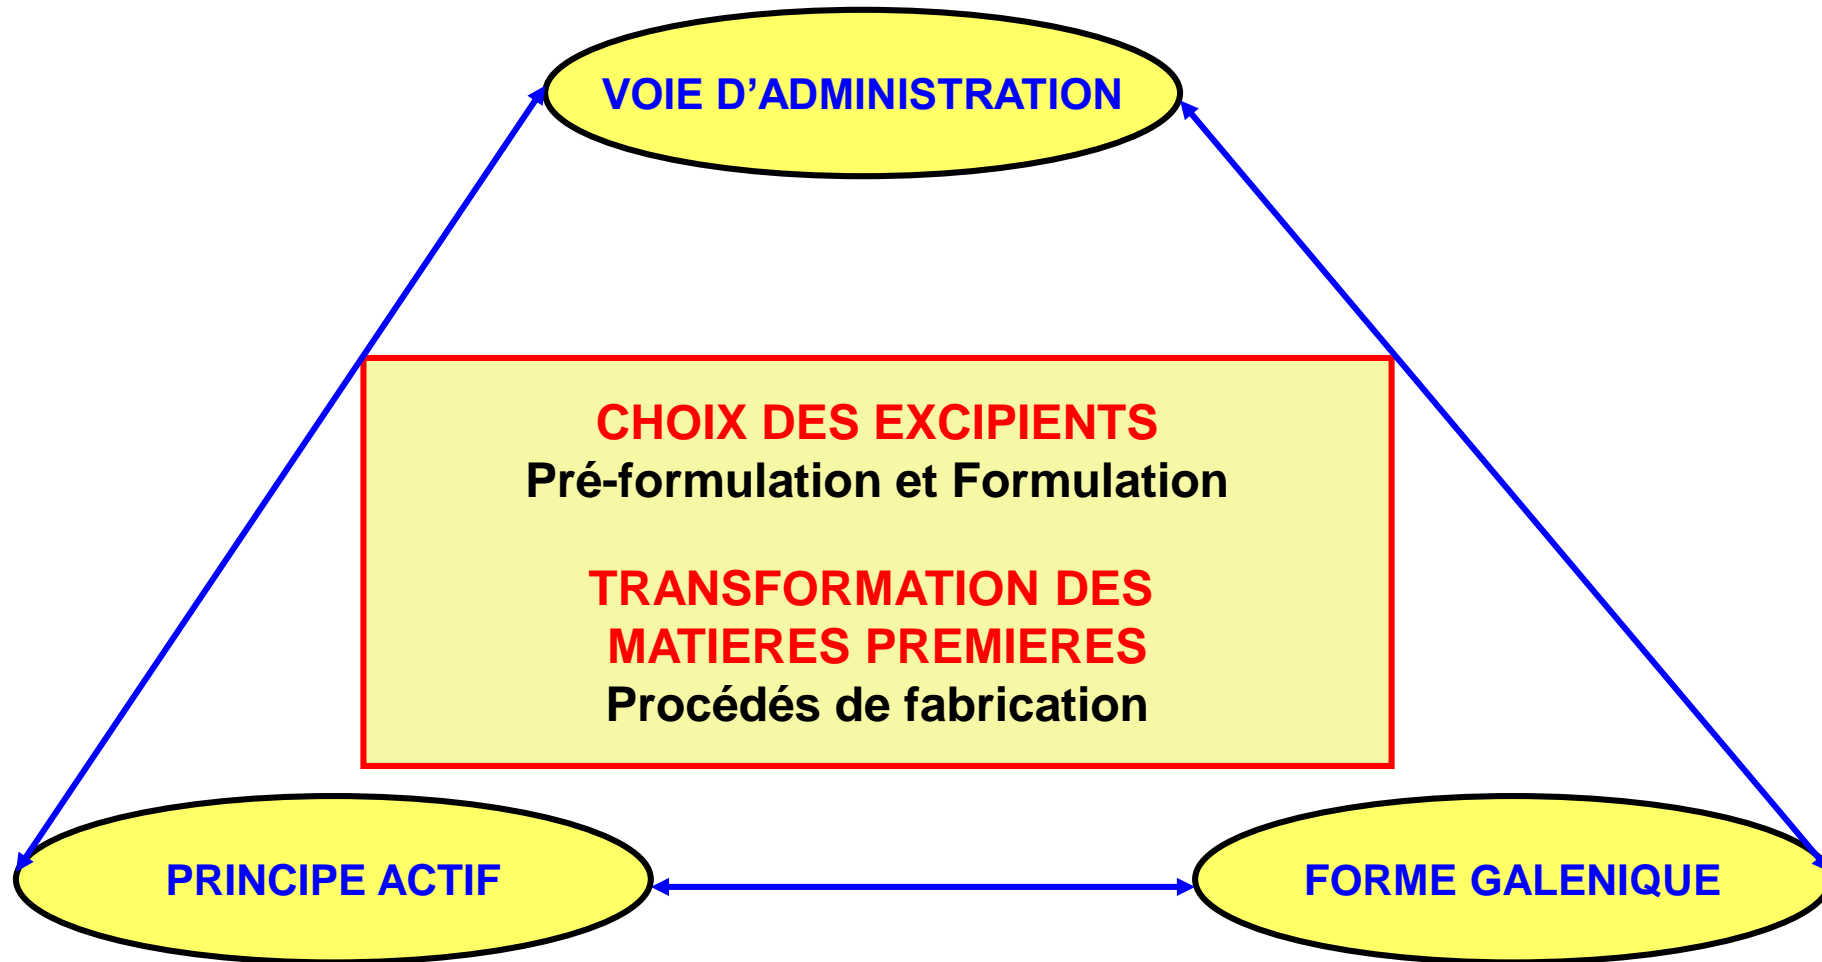 VOIE D’ADMINISTRATION
CHOIX DES EXCIPIENTS
Pré-formulation et Formulation
TRANSFORMATION DES
MATIERES PREMIERES
Procédés de fabrication
PRINCIPE ACTIF
FORME GALENIQUE